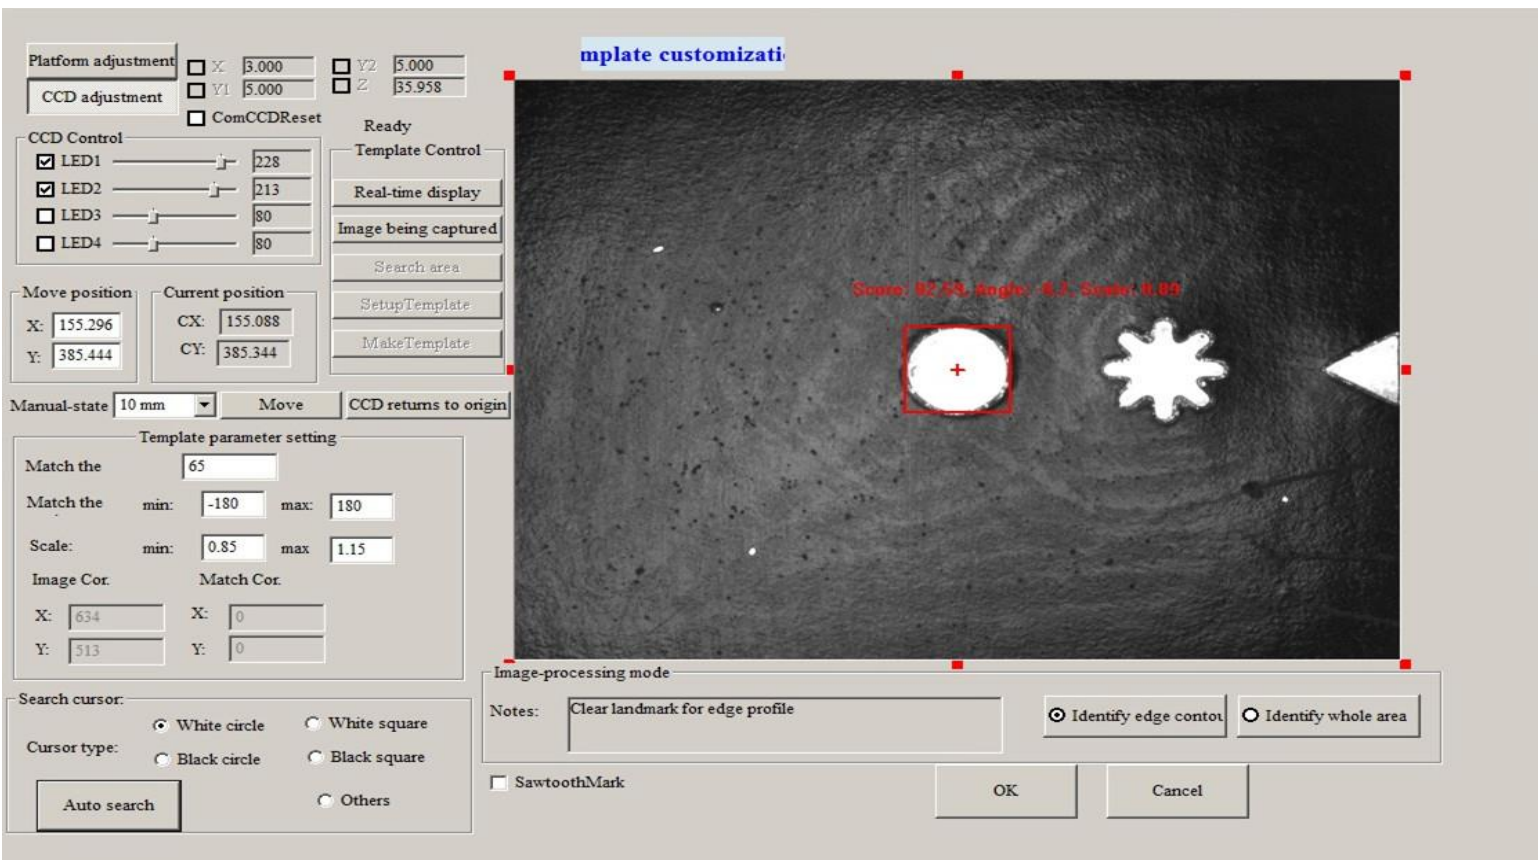 mplate customizati
Platform adjustment
CCD adjustment
X 3.000 Y2 5.000
Y1 5.000 Z 35.958
ComCCDReset
Ready
CCD Control
LED1 228
LED2 213
LED3 80
LED4 80
Template Control
Real-time display
Image being captured
Search area
SetupTemplate
MakeTemplate
Move position
X: 155.296
Y: 385.444
Current position
CX: 155.088
CY: 385.344
Manual-state 10 mm Move CCD returns to origin
Template parameter setting
Match the 65
Match the min: -180 max: 180
Scale: min: 0.85 max 1.15
Image Cor. Match Cor.
X: 634 X: 0
Y: 513 Y: 0
Search cursor:
Cursor type:
White circle White square
Black circle Black square
Others
Auto search
Score: Angle: Scale:
Image-processing mode
Notes: Clear landmark for edge profile
Identify edge contou Identify whole area
SawtoothMark
OK Cancel